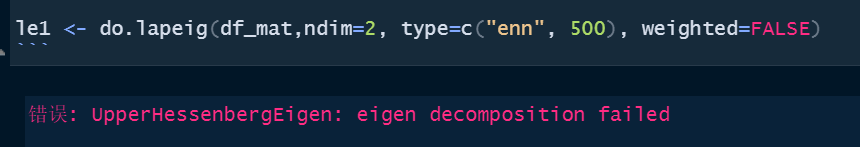 le1 <- do.lapeig(df_mat,ndim=2, type=c("enn", 500), weighted=FALSE)
```
错误: UpperHessenbergEigen: eigen decomposition failed